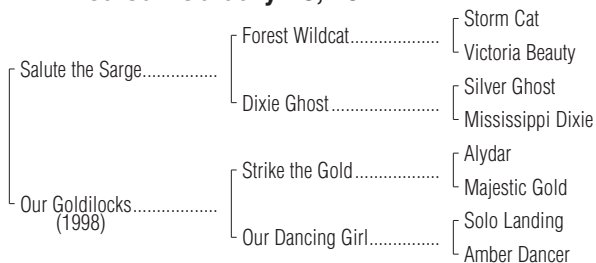 Storm Cat
Forest Wildcat...................
Victoria Beauty
Salute the Sarge................
Silver Ghost
Dixie Ghost........................
Mississippi Dixie
Alydar
Strike the Gold..................
Majestic Gold
Our Goldilocks..................
(1998)
Solo Landing
Our Dancing Girl...............
Amber Dancer